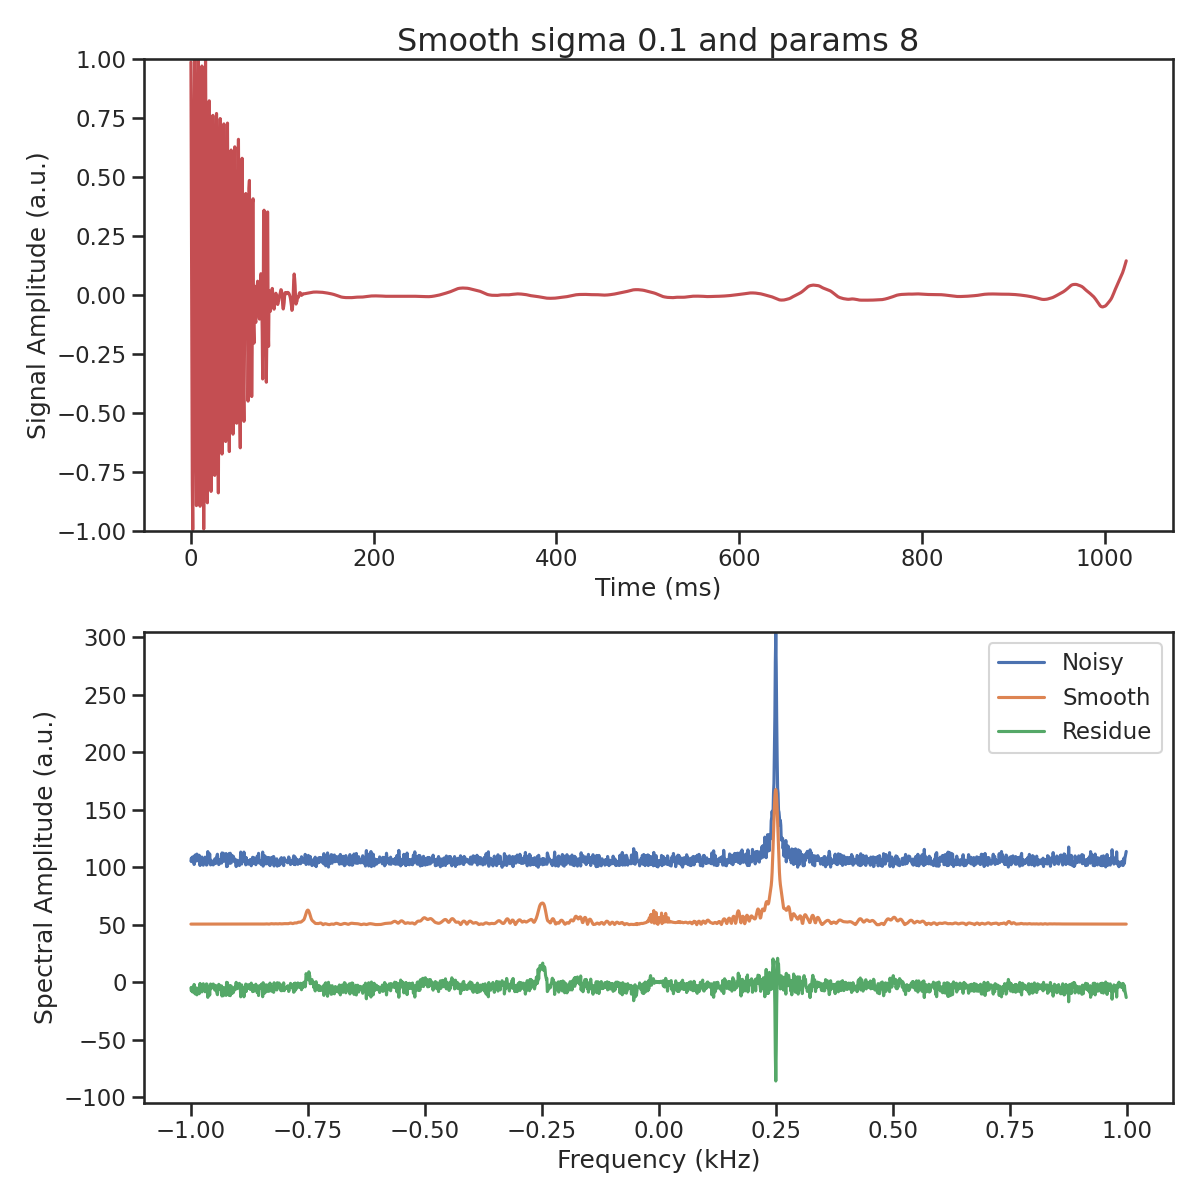 Smooth sigma 0.1 and params 8
1.00
0.75
0.50
0.25
0.00
−0.25
−0.50
−0.75
−1.00
Signal Amplitude (a.u.)
0 200 400 600 800 1000
Time (ms)
300
250
200
150
100
50
0
−50
−100
Spectral Amplitude (a.u.)
Noisy
Smooth
Residue
−1.00 −0.75 −0.50 −0.25 0.00 0.25 0.50 0.75 1.00
Frequency (kHz)